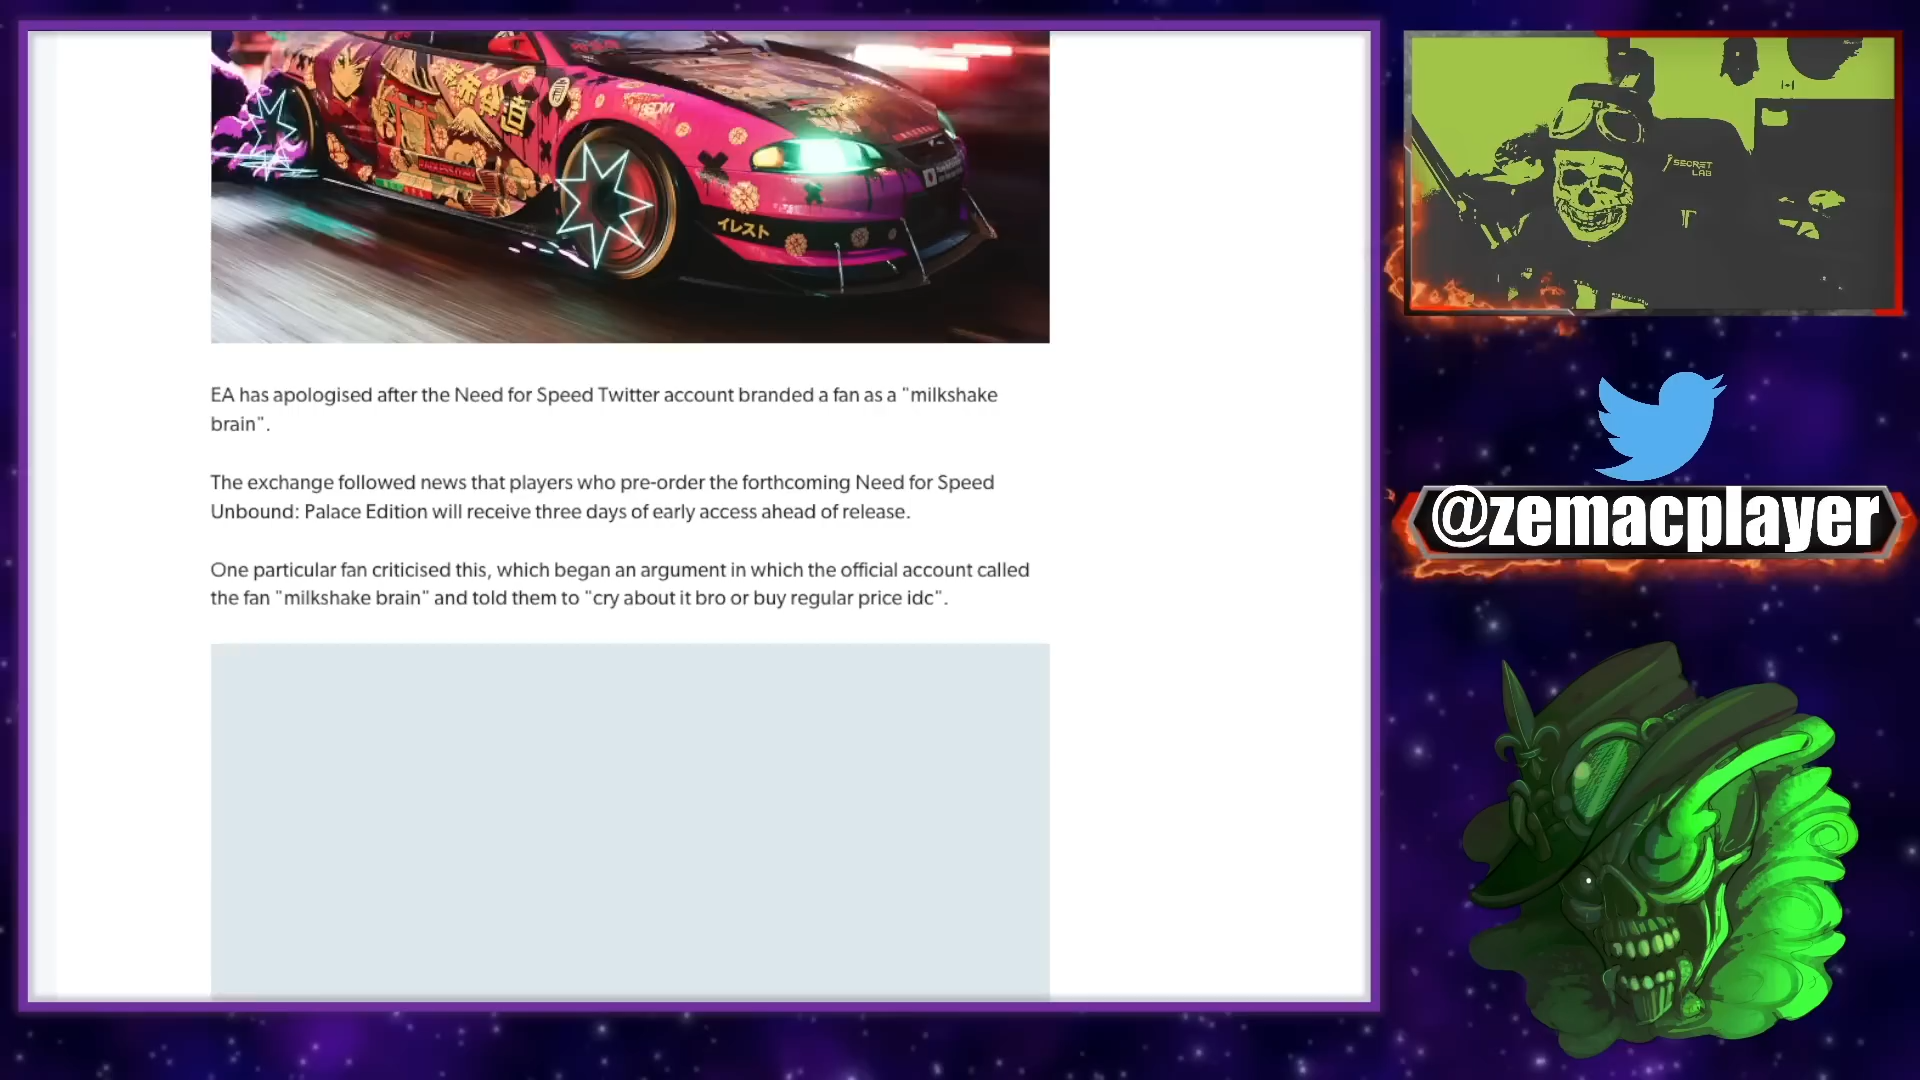 イレスト
SECRET
LAB
EA has apologised after the Need for Speed Twitter account branded a fan as a "milkshake
brain".
The exchange followed news that players who pre-order the forthcoming Need for Speed
Unbound: Palace Edition will receive three days of early access ahead of release.
One particular fan criticised this, which began an argument in which the official account called
the fan "milkshake brain" and told them to "cry about it bro or buy regular price idc".
@zemacplayer